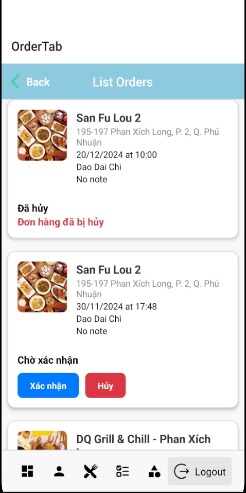 OrderTab
Back
List Orders
San Fu Lou 2
195-197 Phan Xích Long, P. 2, Q. Phú
Nhuận
20/12/2024 at 10:00
Dao Dai Chi
No note
Đã hủy
Đơn hàng đã bị hủy
San Fu Lou 2
195-197 Phan Xích Long, P. 2, Q. Phú
Nhuận
30/11/2024 at 17:48
Dao Dai Chi
No note
Chờ xác nhận
Xác nhận
Hủy
DQ Grill & Chill - Phan Xích
Logout